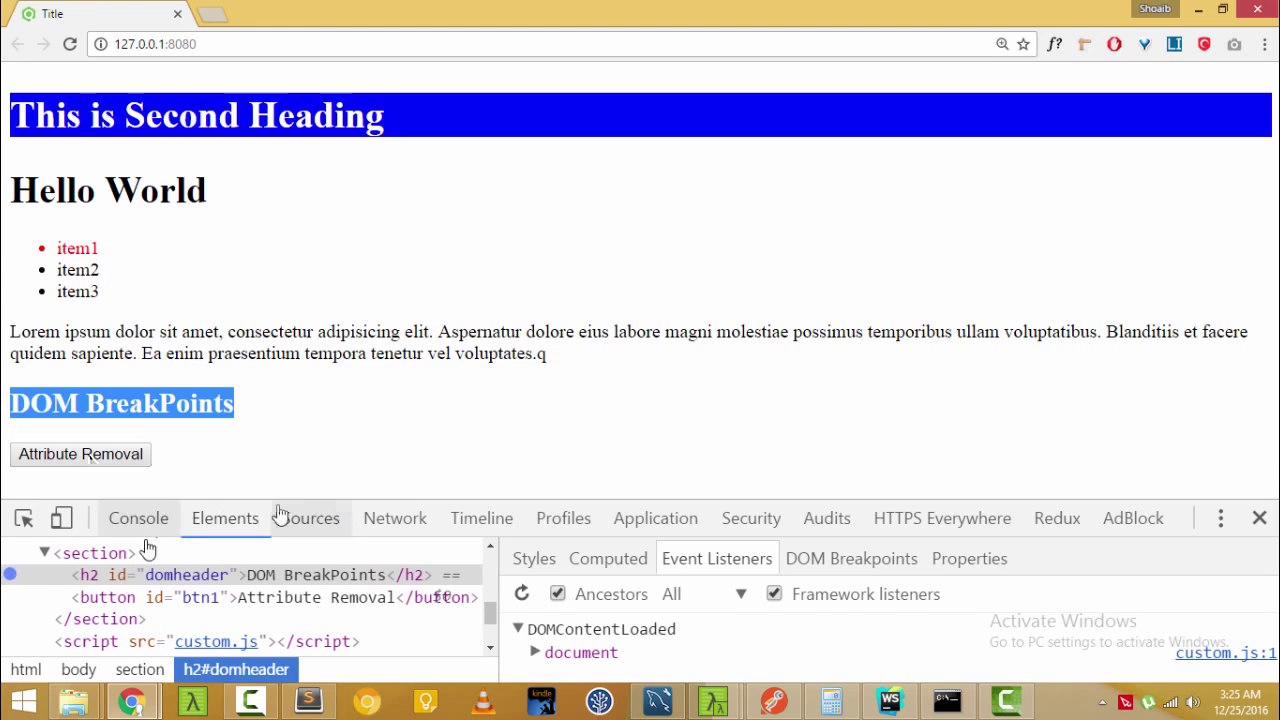 Title
Shoaib
127.0.0.1:8080
f?
This is Second Heading
Hello World
item1
item2
item3
Lorem ipsum dolor sit amet, consectetur adipisicing elit. Aspernatur dolore eius labore magni molestiae possimus temporibus ullam voluptatibus. Blanditiis et facere
quidem sapiente. Ea enim praesentium tempora tenetur vel voluptates.q
DOM BreakPoints
Attribute Removal
Console Elements Sources Network Timeline Profiles Application Security Audits HTTPS Everywhere Redux AdBlock
<section>
<h2 id="domheader">DOM BreakPoints</h2> ==
<button id="btn1">Attribute Removal</button>
</section>
<script src="custom.js"></script>
html body section h2#domheader
Styles Computed Event Listeners DOM Breakpoints Properties
Ancestors All Framework listeners
DOMContentLoaded
document
custom.js:1
Activate Windows
Go to PC settings to activate Windows.
kindle
WS
3:25 AM
12/25/2016